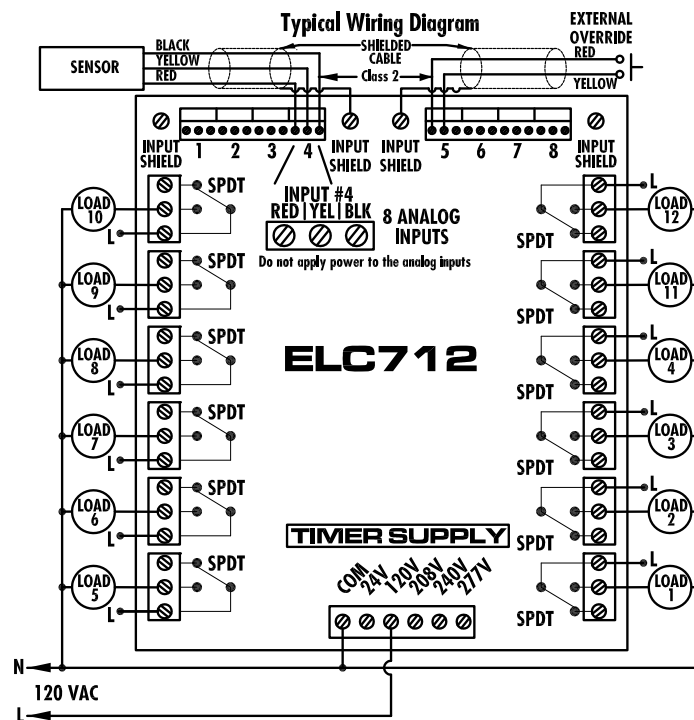 Typical Wiring Diagram
EXTERNAL
OVERRIDE
BLACK
SHIELDED
CABLE
RED
YELLOW
SENSOR
RED
Class 2
YELLOW
INPUT
SHIELD
1 2 3 4
INPUT
SHIELD
INPUT
SHIELD
5 6 7 8
INPUT
SHIELD
INPUT #4
RED | YEL | BLK
8 ANALOG
INPUTS
Do not apply power to the analog inputs
LOAD
10
L
SPDT
LOAD
9
L
SPDT
LOAD
8
L
SPDT
LOAD
7
L
SPDT
LOAD
6
L
SPDT
LOAD
5
L
SPDT
ELC712
L
LOAD
12
SPDT
L
LOAD
11
SPDT
L
LOAD
4
SPDT
L
LOAD
3
SPDT
L
LOAD
2
SPDT
L
LOAD
1
SPDT
TIMER SUPPLY
COM 24V 120V 208V 240V 277V
N
120 VAC
L